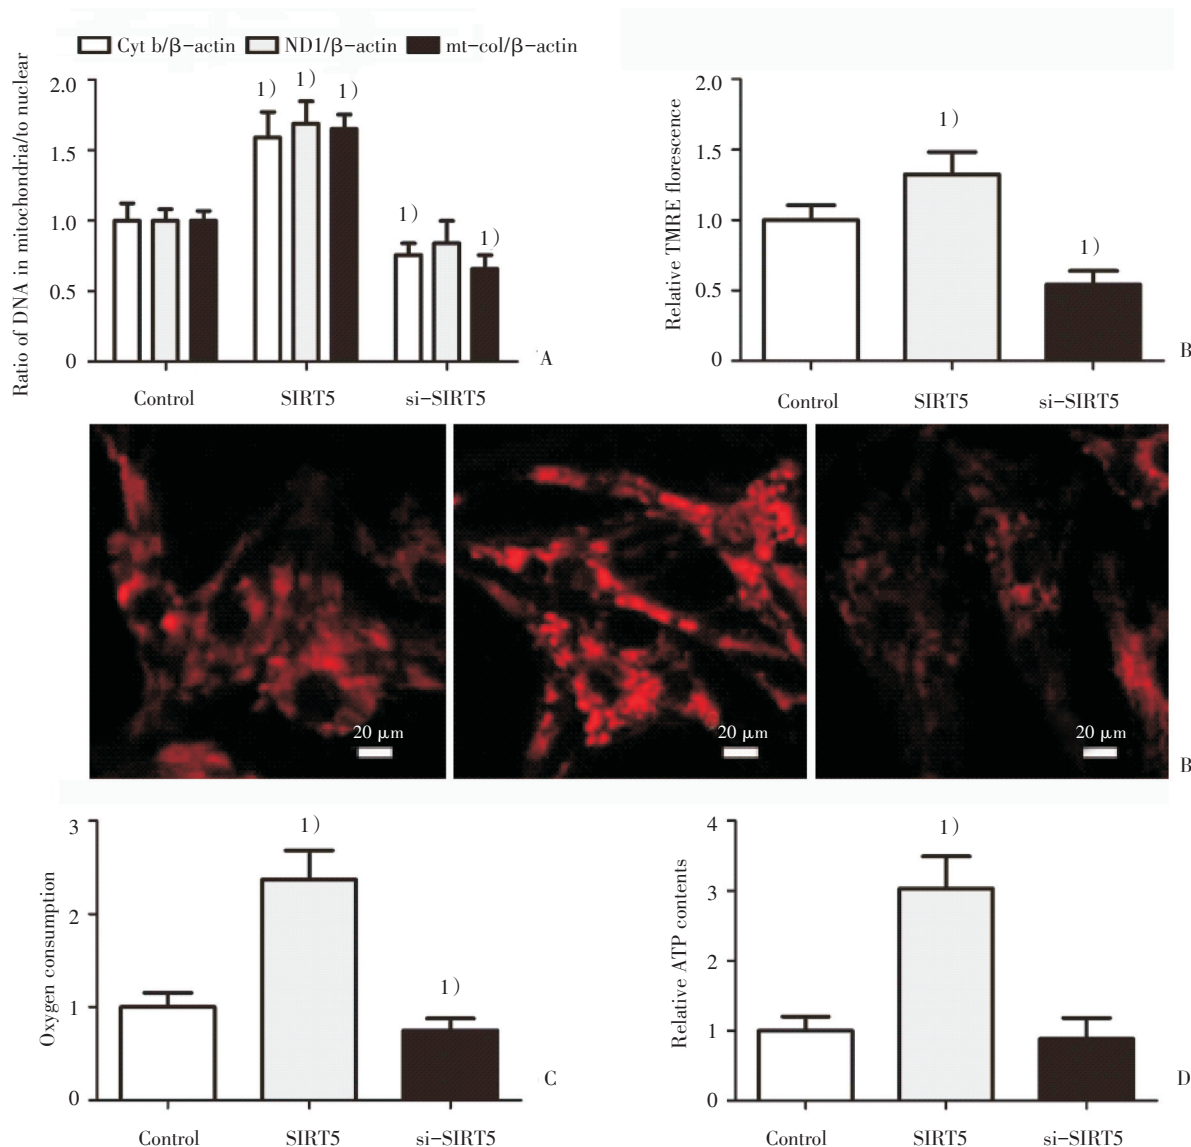 Cyt b/β-actin ND1/β-actin mt-col/β-actin
Ratio of DNA in mitochondria/to nuclear
2.0
1.5
1.0
0.5
0
1) 1) 1)
1) 1)
Control SIRT5 si-SIRT5
A
Relative TMRE florescence
2.0
1.5
1.0
0.5
0
1)
1)
Control SIRT5 si-SIRT5
B
20 μm 20 μm 20 μm
B
Oxygen consumption
3
2
1
0
1)
1)
Control SIRT5 si-SIRT5
C
Relative ATP contents
4
3
2
1
0
1)
Control SIRT5 si-SIRT5
D